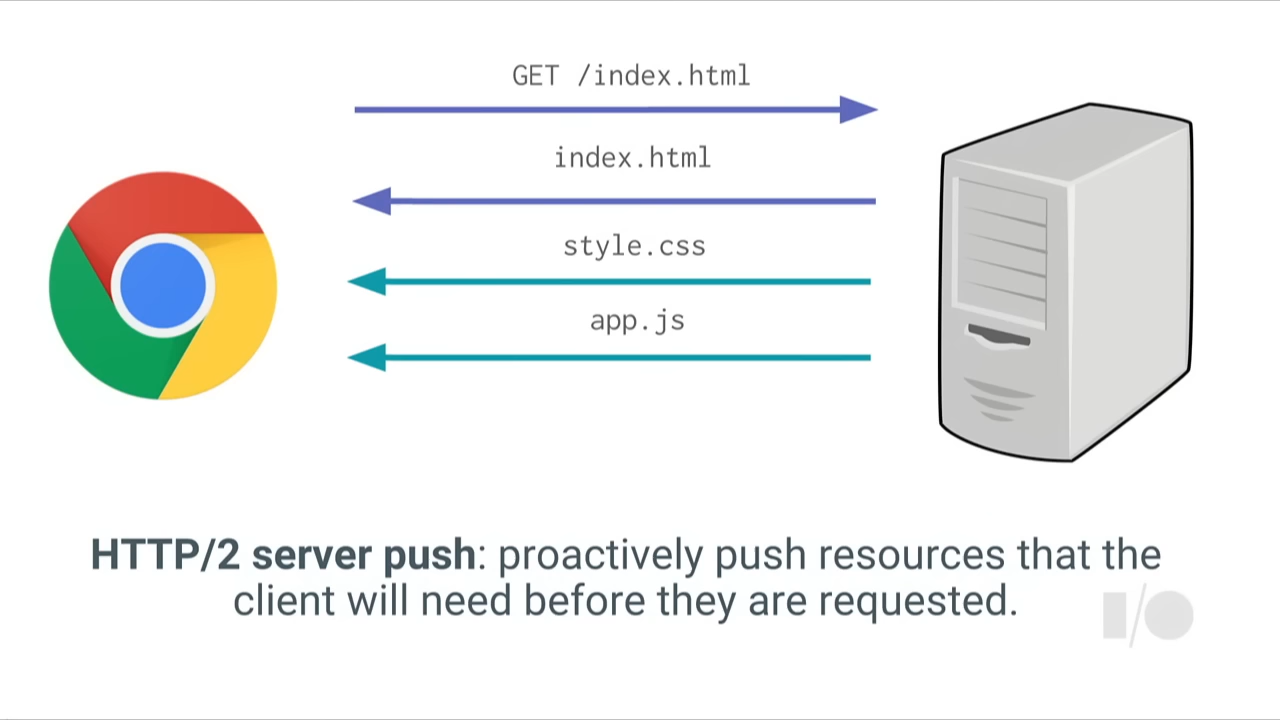 GET /index.html
index.html
style.css
app.js
HTTP/2 server push: proactively push resources that the
client will need before they are requested.
I/O